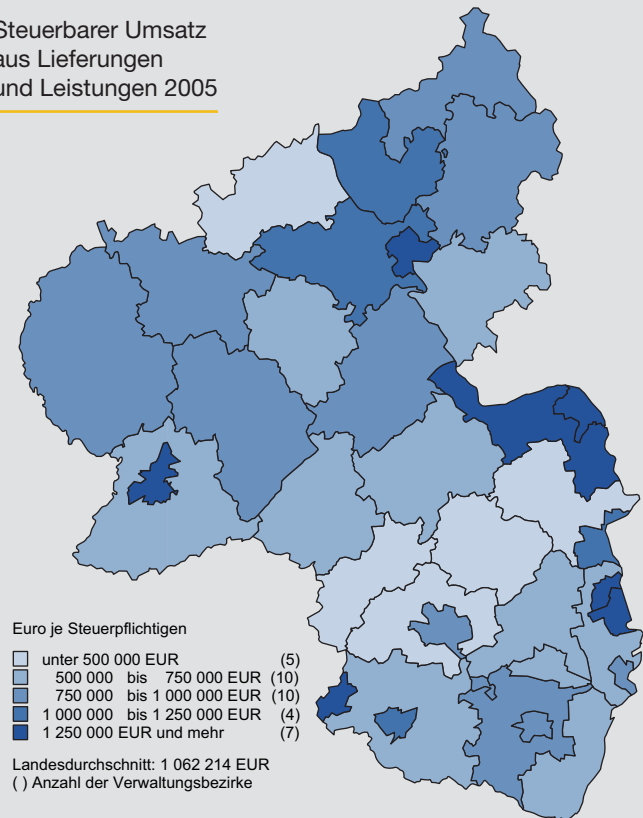 Steuerbarer Umsatz
aus Lieferungen
und Leistungen 2005
Euro je Steuerpflichtigen
unter 500 000 EUR (5)
500 000 bis 750 000 EUR (10)
750 000 bis 1 000 000 EUR (10)
1 000 000 bis 1 250 000 EUR (4)
1 250 000 EUR und mehr (7)
Landesdurchschnitt: 1 062 214 EUR
( ) Anzahl der Verwaltungsbezirke